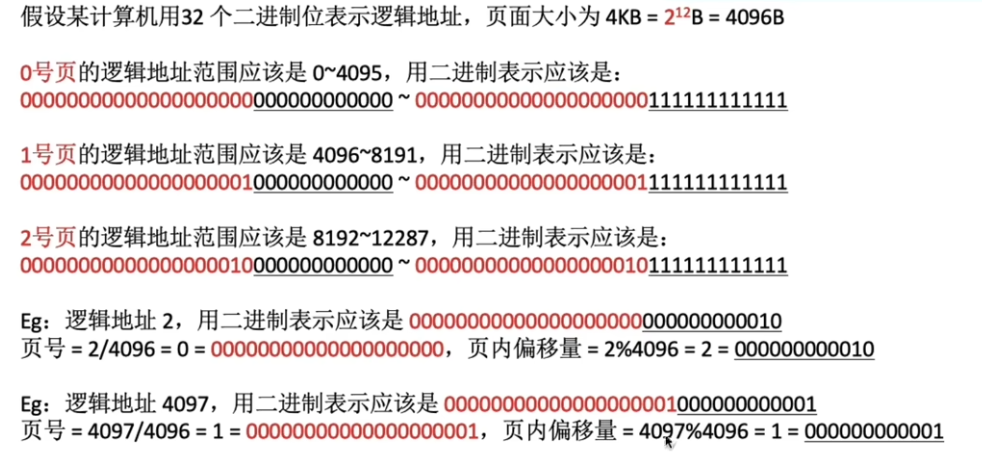 假设某计算机用32 个二进制位表示逻辑地址，页面大小为 4KB = 2¹²B = 4096B
0号页的逻辑地址范围应该是 0~4095，用二进制表示应该是：
00000000000000000000000000000000 ~ 00000000000000000000111111111111
1号页的逻辑地址范围应该是 4096~8191，用二进制表示应该是：
00000000000000000001000000000000 ~ 00000000000000000001111111111111
2号页的逻辑地址范围应该是 8192~12287，用二进制表示应该是：
00000000000000000010000000000000 ~ 00000000000000000010111111111111
Eg：逻辑地址 2，用二进制表示应该是 00000000000000000000000000000010
页号 = 2/4096 = 0 = 00000000000000000000，页内偏移量 = 2%4096 = 2 = 000000000010
Eg：逻辑地址 4097，用二进制表示应该是 00000000000000000001000000000001
页号 = 4097/4096 = 1 = 00000000000000000001，页内偏移量 = 4097%4096 = 1 = 000000000001